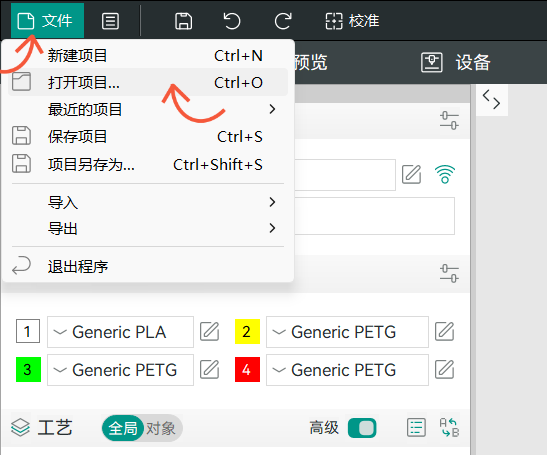 文件
校准
新建项目 Ctrl+N
预览
设备
打开项目... Ctrl+O
最近的项目
保存项目 Ctrl+S
项目另存为... Ctrl+Shift+S
导入
导出
退出程序
1 Generic PLA
2 Generic PETG
3 Generic PETG
4 Generic PETG
工艺 全局 对象 高级 A B